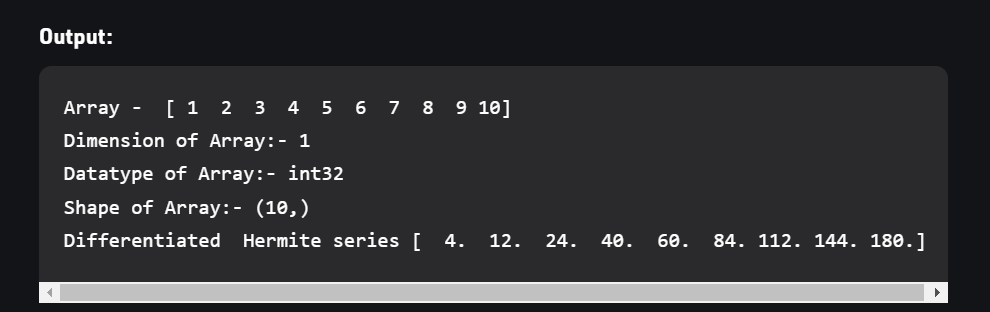 Output:
Array -  [ 1  2  3  4  5  6  7  8  9 10]
Dimension of Array:- 1
Datatype of Array:- int32
Shape of Array:- (10,)
Differentiated  Hermite series [  4.  12.  24.  40.  60.  84. 112. 144. 180.]